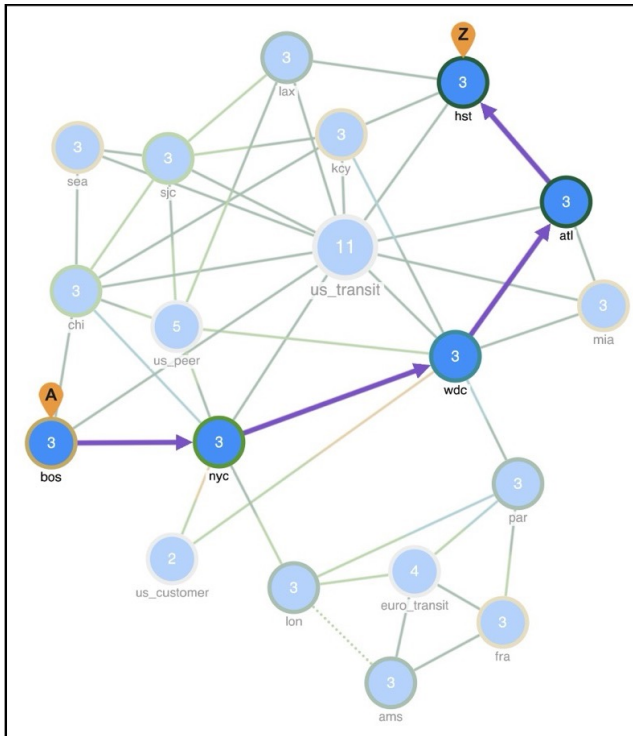 Z
3
hst
3
lax
3
sea
3
sjc
3
kcy
3
atl
11
us_transit
3
chi
5
us_peer
3
mia
3
wdc
A
3
bos
3
nyc
3
par
2
us_customer
3
lon
4
euro_transit
3
fra
3
ams